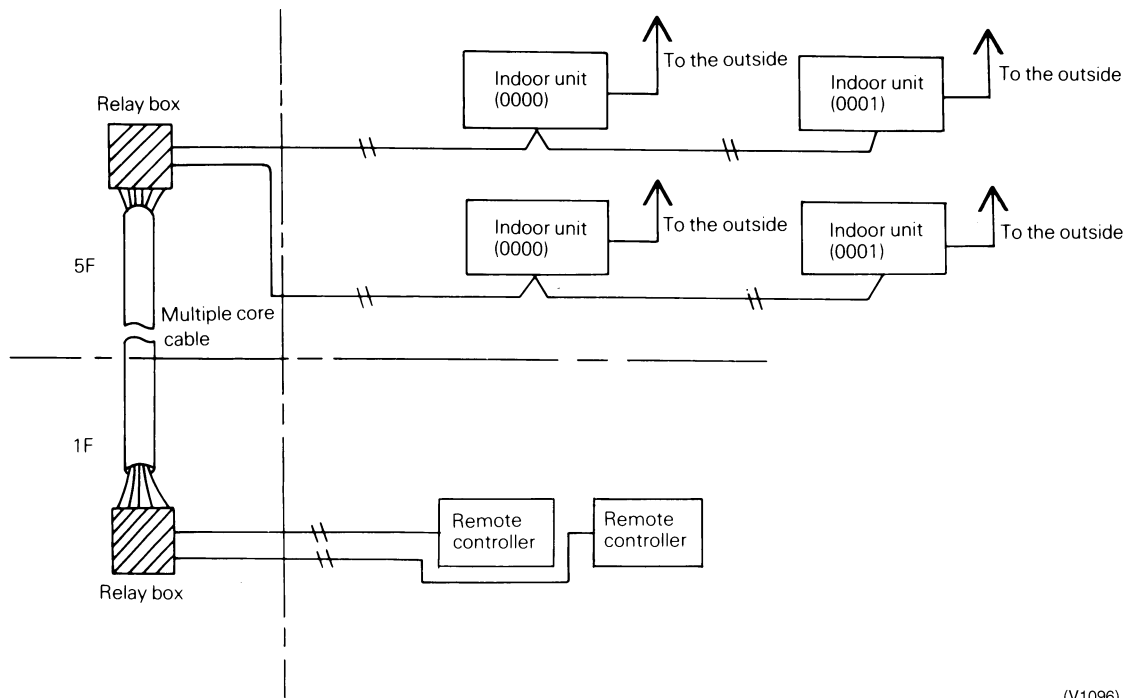 Relay box
Indoor unit
(0000)
To the outside
Indoor unit
(0001)
To the outside
Indoor unit
(0000)
To the outside
Indoor unit
(0001)
To the outside
5F
Multiple core
cable
1F
Relay box
Remote
controller
Remote
controller
(V1096)